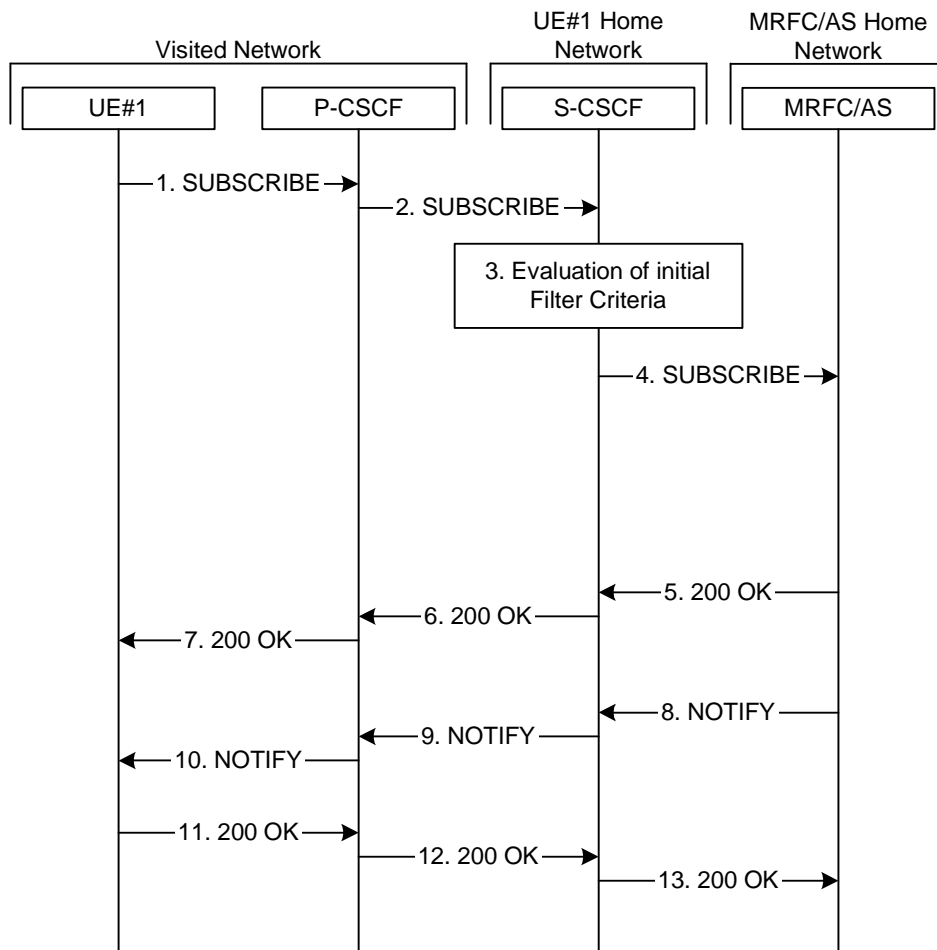 Visited Network
UE#1 Home
Network
MRFC/AS Home
Network
UE#1
P-CSCF
S-CSCF
MRFC/AS
1. SUBSCRIBE
2. SUBSCRIBE
3. Evaluation of initial
Filter Criteria
4. SUBSCRIBE
5. 200 OK
6. 200 OK
7. 200 OK
8. NOTIFY
9. NOTIFY
10. NOTIFY
11. 200 OK
12. 200 OK
13. 200 OK